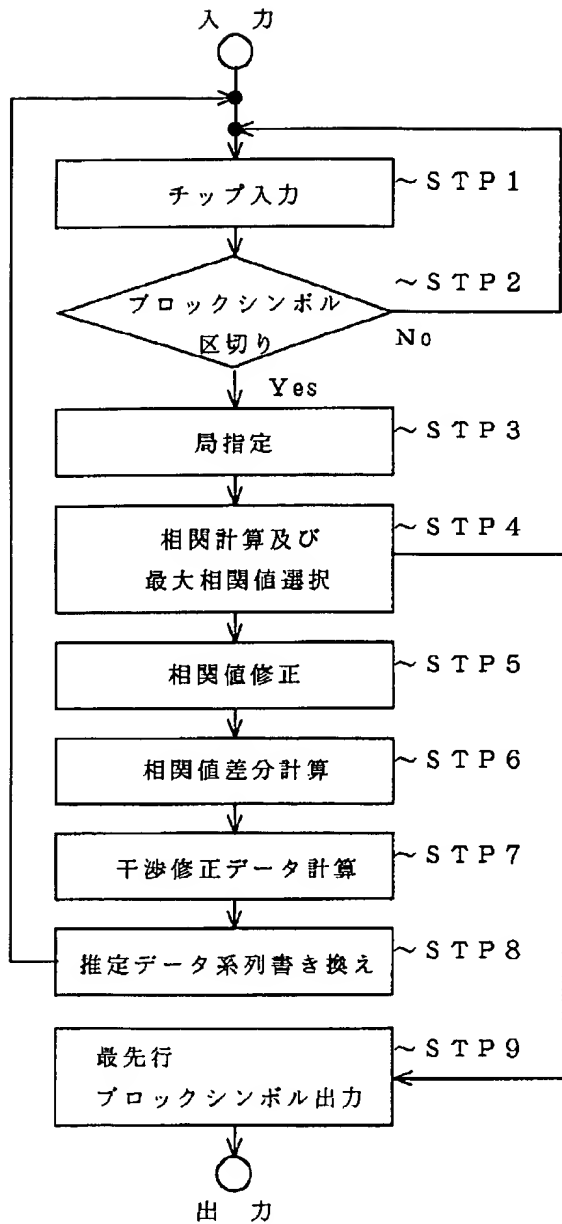 入 力
チップ入力
～STP1
ブロックシンボル
区切り
～STP2
No
Yes
局指定
～STP3
相関計算及び
最大相関値選択
～STP4
相関値修正
～STP5
相関値差分計算
～STP6
干渉修正データ計算
～STP7
推定データ系列書き換え
～STP8
最先行
ブロックシンボル出力
～STP9
出 力